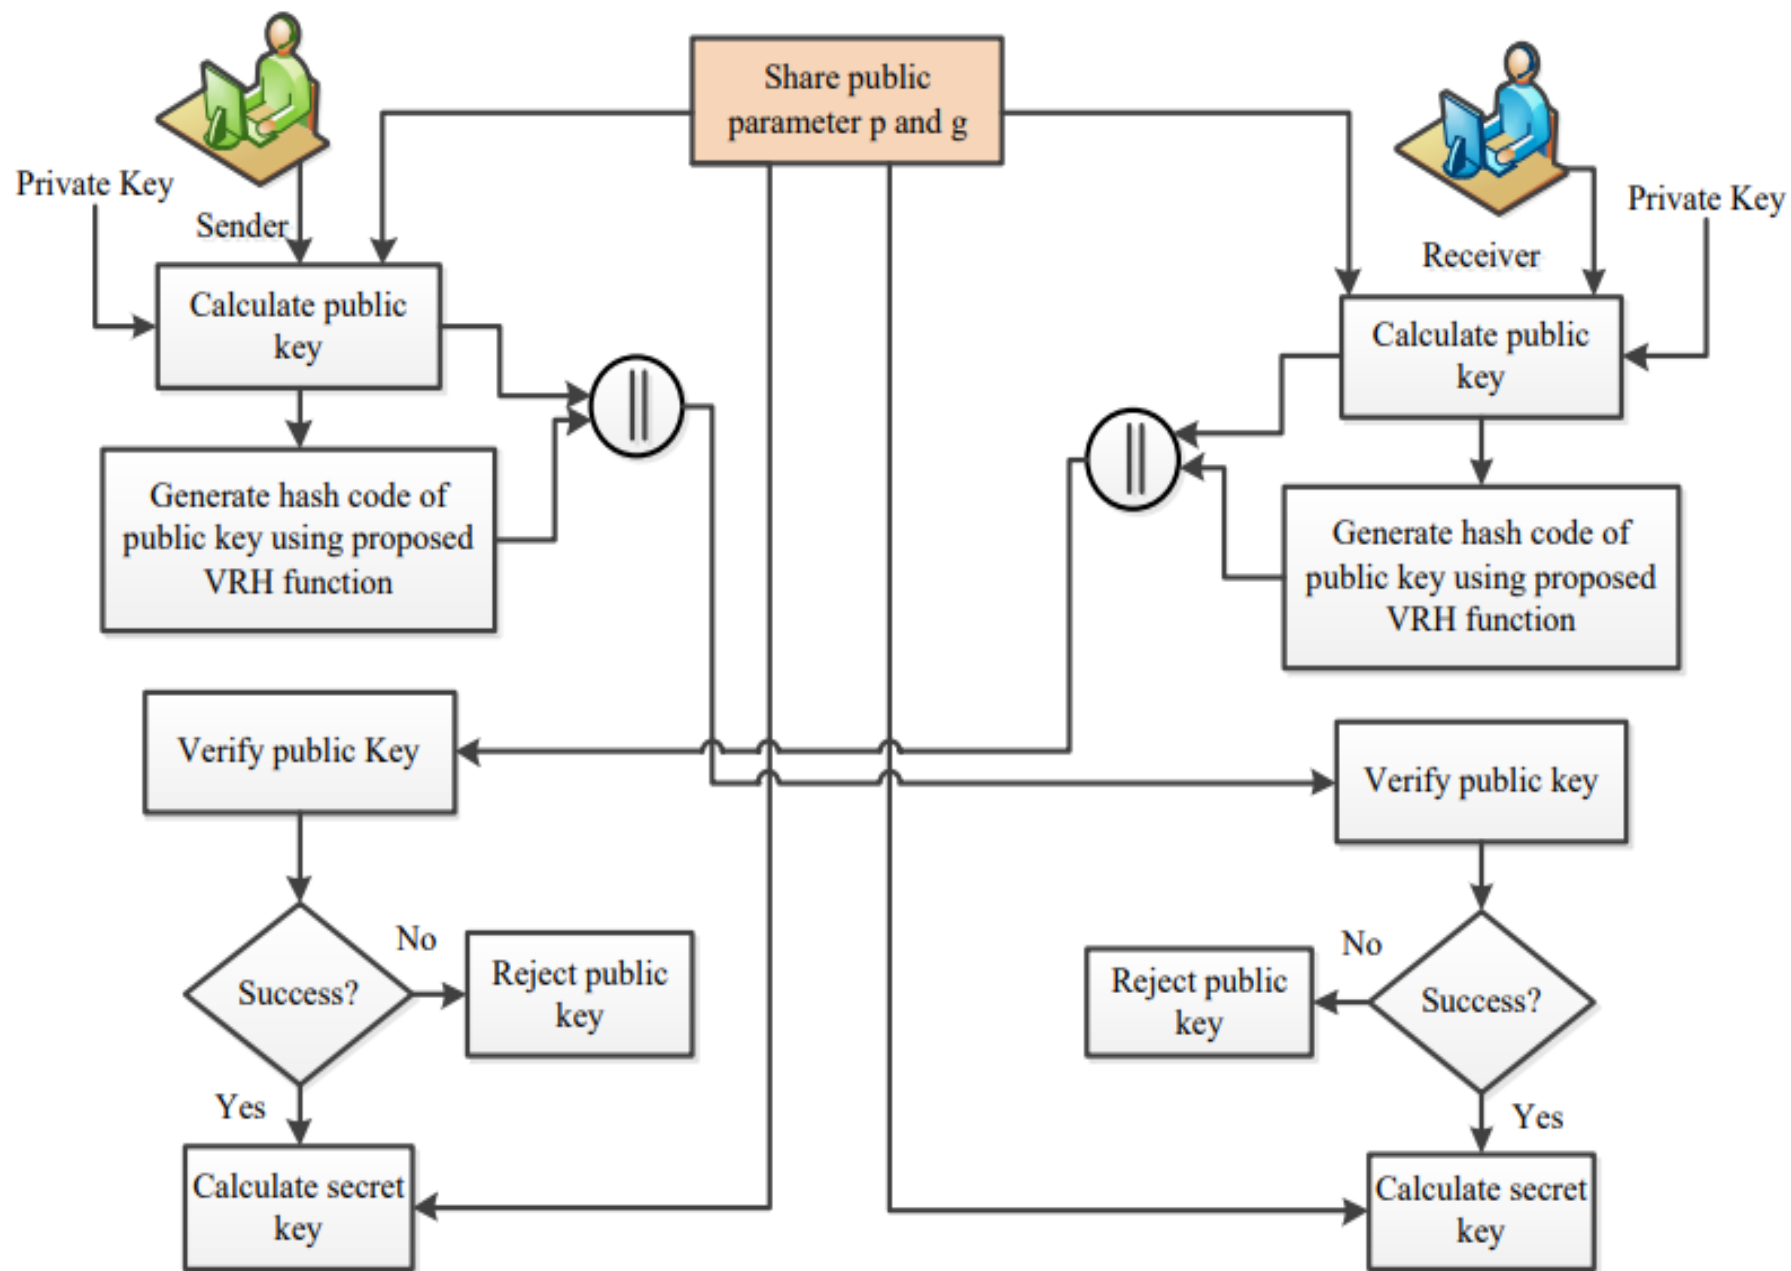 Share public
parameter p and g
Private Key
Sender
Private Key
Receiver
Calculate public
key
Calculate public
key
||
||
Generate hash code of
public key using proposed
VRH function
Generate hash code of
public key using proposed
VRH function
Verify public Key
Verify public key
No
Success?
Reject public
key
No
Success?
Reject public
key
Yes
Yes
Calculate secret
key
Calculate secret
key